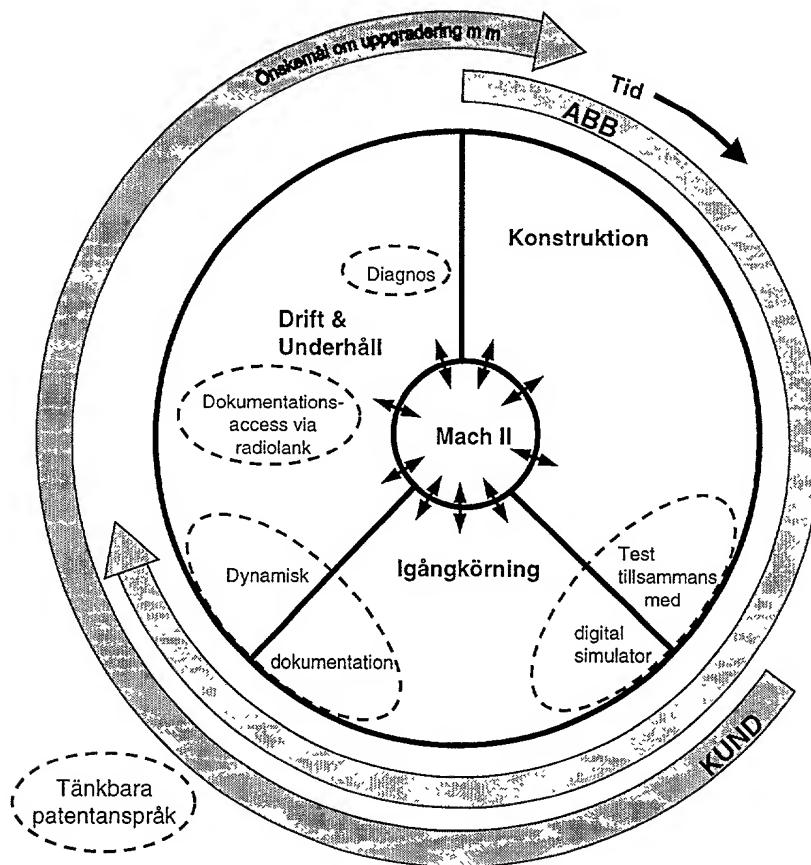 Önskemål om uppgradering m m
Tid
ABB
Konstruktion
Diagnos
Drift &
Underhåll
Dokumentations-
access via
radiolank
Mach II
Igångkörning
Test
tillsammans
med
digital
simulator
Dynamisk
dokumentation
KUND
Tänkbara
patentanspråk